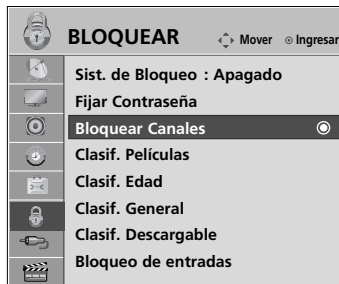 BLOQUEAR Mover Ingresar
Sist. de Bloqueo : Apagado
Fijar Contraseña
Bloquear Canales
Clasif. Películas
Clasif. Edad
Clasif. General
Clasif. Descargable
Bloqueo de entradas